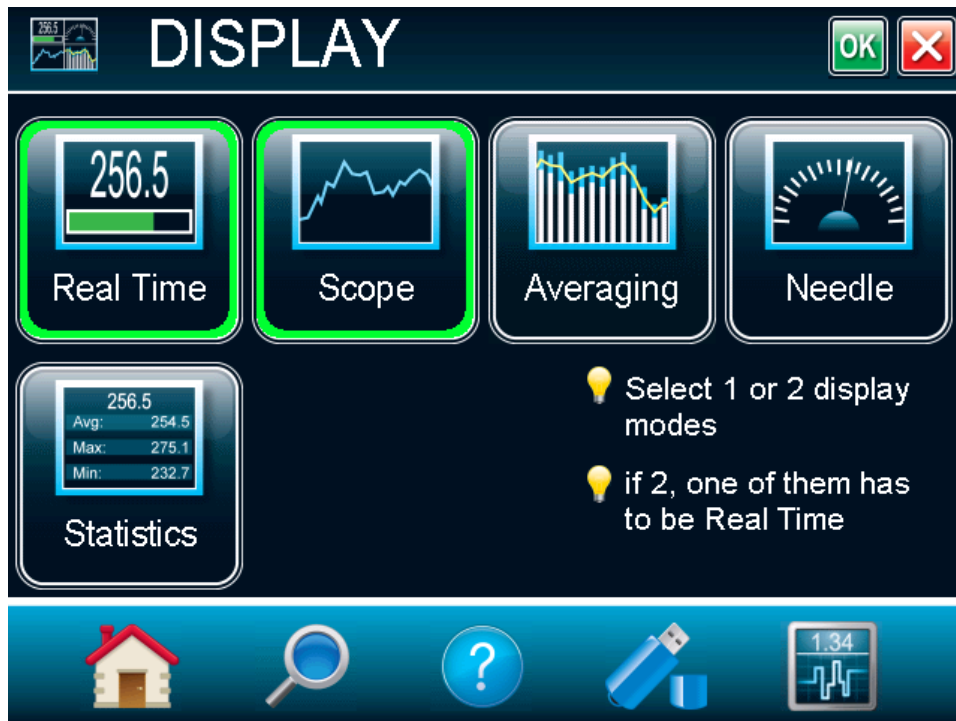 256.5
DISPLAY
OK
256.5
Real Time
Scope
Averaging
Needle
256.5
Avg: 254.5
Max: 275.1
Min: 232.7
Statistics
Select 1 or 2 display
modes
if 2, one of them has
to be Real Time
?
1.34